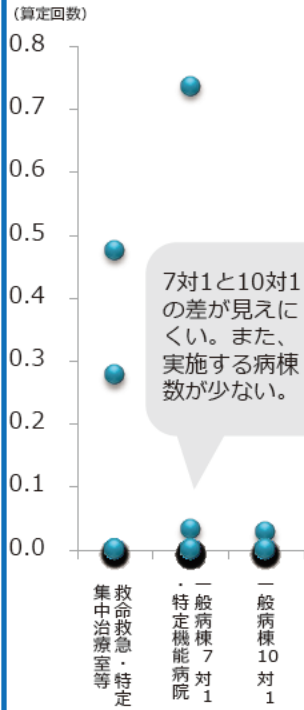 (算定回数)
0.8
0.7
0.6
0.5
0.4
0.3
0.2
0.1
0.0
7対1と10対1
の差が見えに
くい。また、
実施する病棟
数が少ない。
救命救急・特定
集中治療室等
一般病棟7対1
・特定機能病院
一般病棟10対1